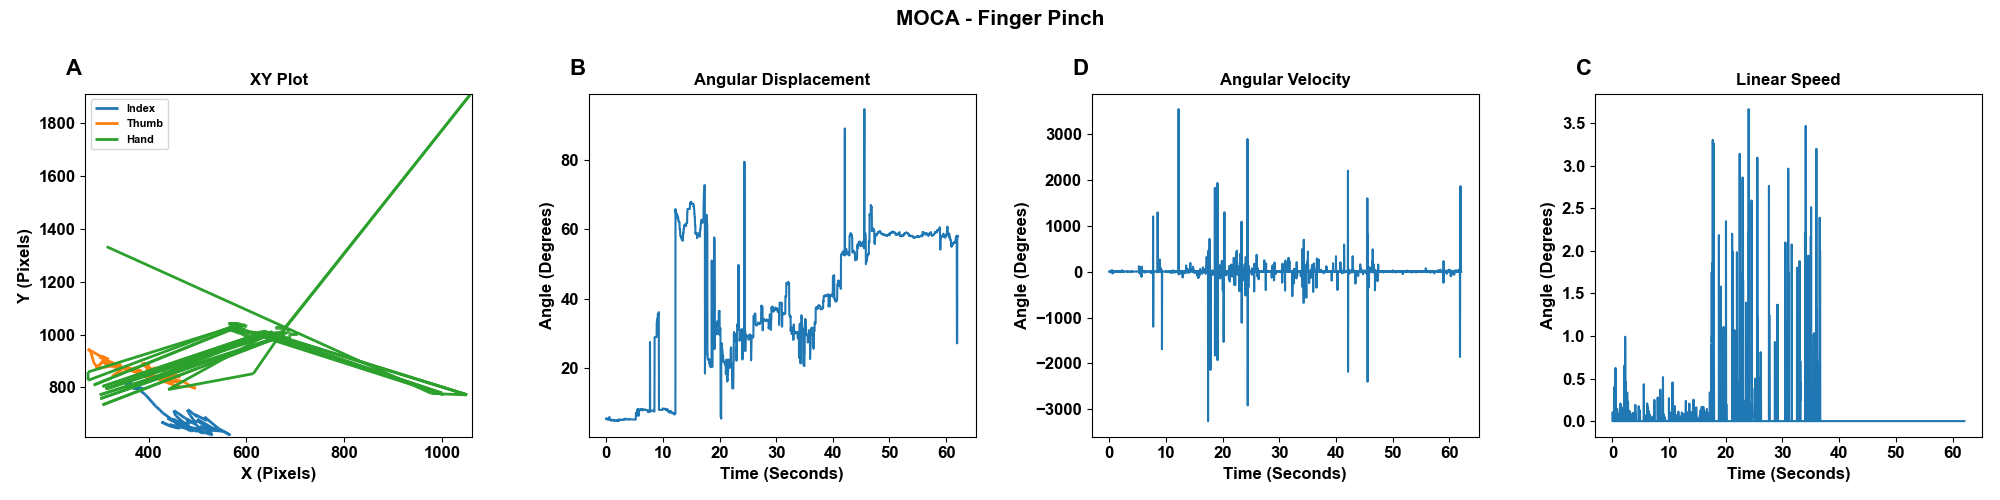 MOCA - Finger Pinch
A
XY Plot
Index
Thumb
Hand
1800
1600
1400
1200
1000
800
Y (Pixels)
400
600
800
1000
X (Pixels)
B
Angular Displacement
80
60
40
20
Angle (Degrees)
0
10
20
30
40
50
60
Time (Seconds)
D
Angular Velocity
3000
2000
1000
0
−1000
−2000
−3000
Angle (Degrees)
0
10
20
30
40
50
60
Time (Seconds)
C
Linear Speed
3.5
3.0
2.5
2.0
1.5
1.0
0.5
0.0
Angle (Degrees)
0
10
20
30
40
50
60
Time (Seconds)